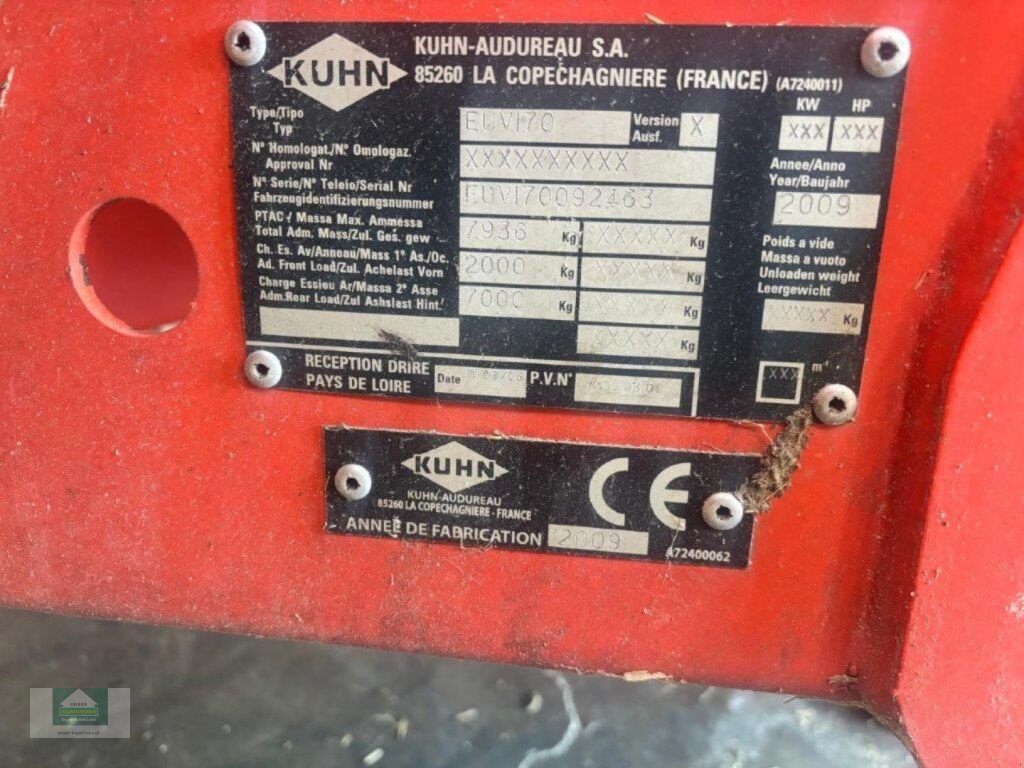 KUHN
KUHN-AUDUREAU S.A.
85260 LA COPECHAGNIERE (FRANCE) (A7240011)
Type/Tipo
Typ
EUV170
Version
Ausf.
X
KW HP
XXX XXX
N° Homologat./N° Omologaz.
Approval Nr
XXXXXXXXXX
Annee/Anno
Year/Baujahr
2009
N° Serie/N° Teleio/Serial Nr
Fahrzeugidentifizierungsnummer
EUV170092463
PTAC / Massa Max. Ammessa
Total Adm. Mass/Zul. Ges. gew
7936 Kg XXXXX Kg
Poids a vide
Massa a vuoto
Unloaden weight
Leergewicht
XXXXX Kg
Ch. Es. Av/Anneau/Mass 1° As./Oc.
Ad. Front Load/Zul. Achelast Vorn
2000 Kg XXXXX Kg
Charge Essieu Ar/Massa 2° Asse
Adm.Rear Load/Zul Ashslast Hint.
7000 Kg XXXXX Kg
XXXX Kg
RECEPTION DRIRE
PAYS DE LOIRE
Date
P.V.N°
XXX m
KUHN
KUHN-AUDUREAU
85260 LA COPECHAGNIERE - FRANCE
ANNEE DE FABRICATION 2009
CE
A72400062
UNSER